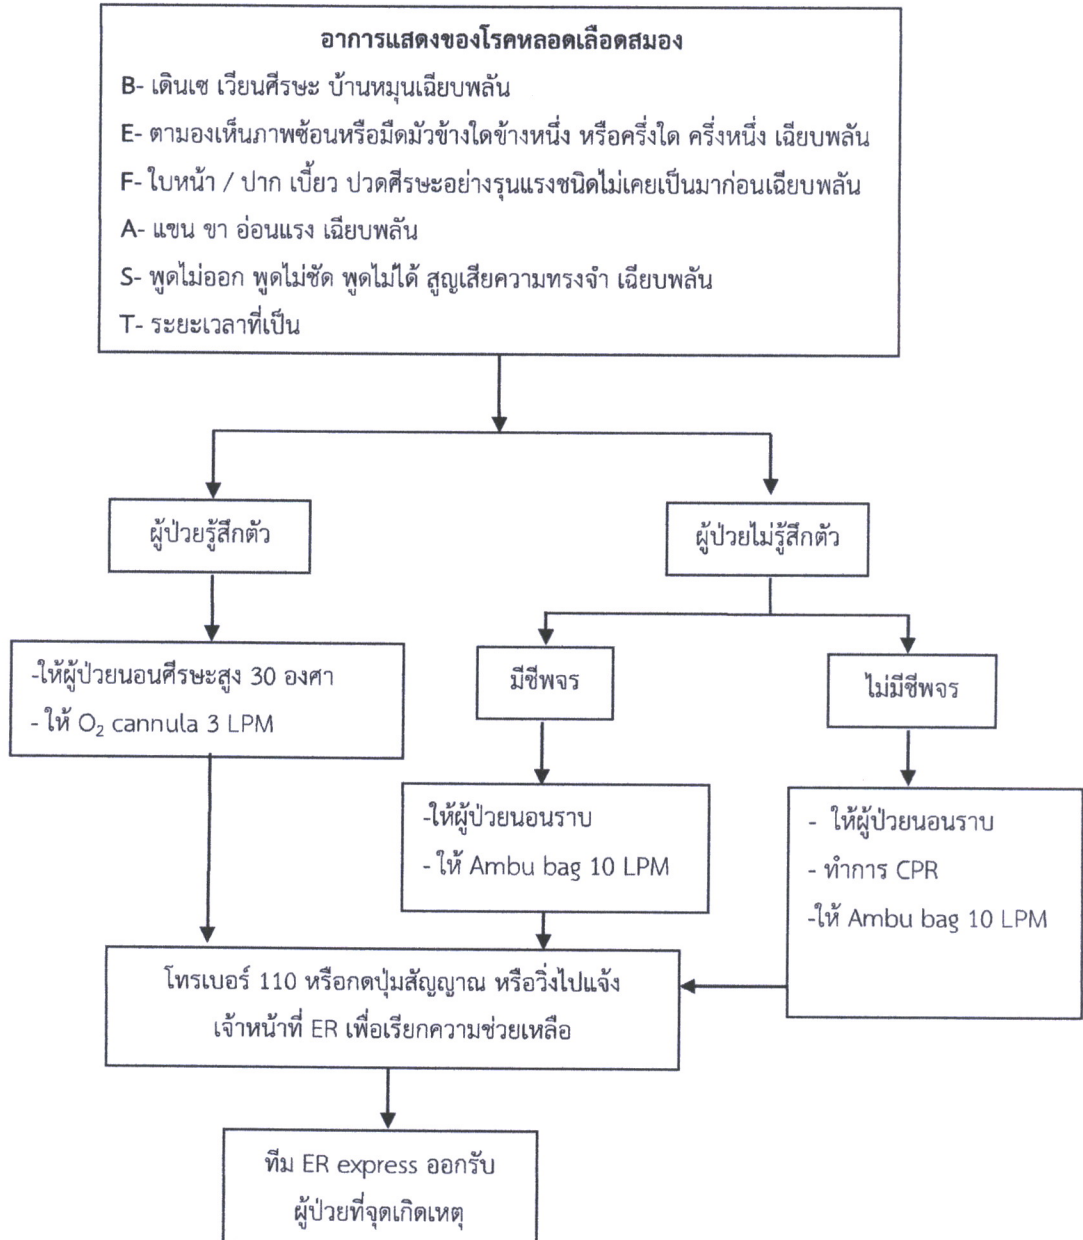 อาการแสดงของโรคหลอดเลือดสมอง
B- เดินเซ เวียนศีรษะ บ้านหมุนเฉียบพลัน
E- ตามองเห็นภาพซ้อนหรือมืดมัวข้างใดข้างหนึ่ง หรือครึ่งใด ครึ่งหนึ่ง เฉียบพลัน
F- ใบหน้า / ปาก เบี้ยว ปวดศีรษะอย่างรุนแรงชนิดไม่เคยเป็นมาก่อนเฉียบพลัน
A- แขน ขา อ่อนแรง เฉียบพลัน
S- พูดไม่ออก พูดไม่ชัด พูดไม่ได้ สูญเสียความทรงจำ เฉียบพลัน
T- ระยะเวลาที่เป็น
ผู้ป่วยรู้สึกตัว
ผู้ป่วยไม่รู้สึกตัว
-ให้ผู้ป่วยนอนศีรษะสูง 30 องศา
- ให้ O₂ cannula 3 LPM
มีชีพจร
ไม่มีชีพจร
-ให้ผู้ป่วยนอนราบ
- ให้ Ambu bag 10 LPM
- ให้ผู้ป่วยนอนราบ
- ทำการ CPR
-ให้ Ambu bag 10 LPM
โทรเบอร์ 110 หรือกดปุ่มสัญญาณ หรือวิ่งไปแจ้ง
เจ้าหน้าที่ ER เพื่อเรียกความช่วยเหลือ
ทีม ER express ออกรับ
ผู้ป่วยที่จุดเกิดเหตุ